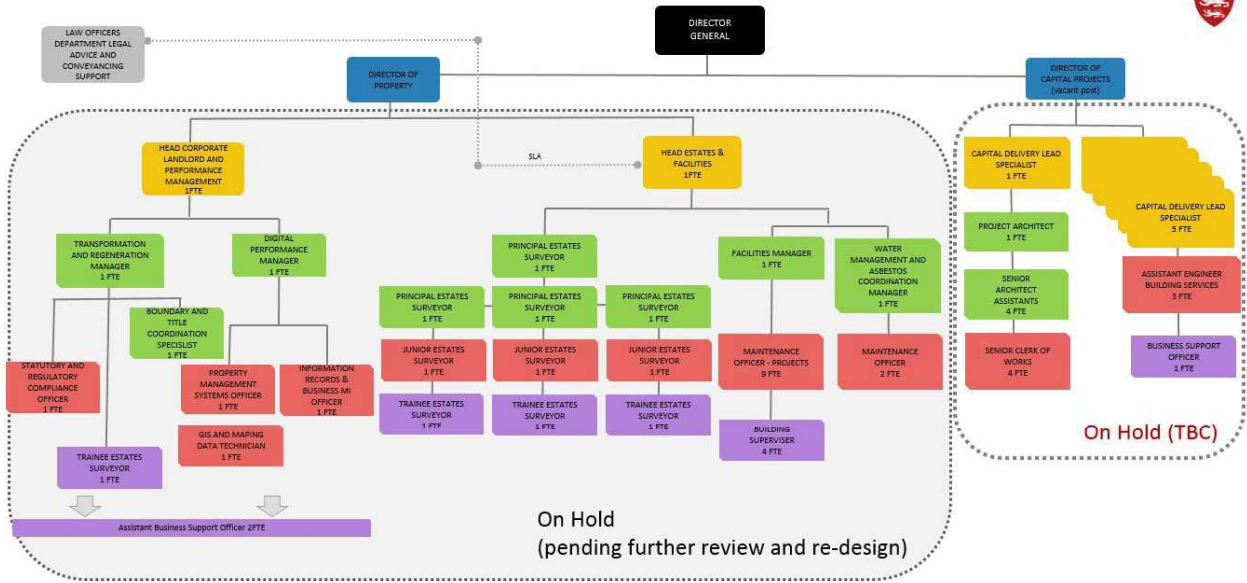 DIRECTOR
GENERAL
LAW OFFICERS
DEPARTMENT LEGAL
ADVICE AND
CONVEYANCING
SUPPORT
DIRECTOR OF
PROPERTY
DIRECTOR OF
CAPITAL PROJECTS
(vacant post)
HEAD CORPORATE
LANDLORD AND
PERFORMANCE
MANAGEMENT
1FTE
SLA
HEAD ESTATES &
FACILITIES
1FTE
CAPITAL DELIVERY LEAD
SPECIALIST
1 FTE
CAPITAL DELIVERY LEAD
SPECIALIST
5 FTE
TRANSFORMATION
AND REGENERATION
MANAGER
1 FTE
DIGITAL
PERFORMANCE
MANAGER
1 FTE
PRINCIPAL ESTATES
SURVEYOR
1 FTE
FACILITIES MANAGER
1 FTE
WATER
MANAGEMENT AND
ASBESTOS
COORDINATION
MANAGER
1 FTE
PROJECT ARCHITECT
1 FTE
ASSISTANT ENGINEER
BUILDING SERVICES
3 FTE
BOUNDARY AND
TITLE
COORDINATION
SPECISLIST
1 FTE
PRINCIPAL ESTATES
SURVEYOR
1 FTE
PRINCIPAL ESTATES
SURVEYOR
1 FTE
PRINCIPAL ESTATES
SURVEYOR
1 FTE
SENIOR
ARCHITECT
ASSISTANTS
4 FTE
STATUTORY AND
REGULATORY
COMPLIANCE
OFFICER
1 FTE
PROPERTY
MANAGEMENT
SYSTEMS OFFICER
1 FTE
INFORMATION
RECORDS &
BUSINESS MI
OFFICER
1 FTE
JUNIOR ESTATES
SURVEYOR
1 FTE
JUNIOR ESTATES
SURVEYOR
1 FTE
JUNIOR ESTATES
SURVEYOR
1 FTE
MAINTENANCE
OFFICER - PROJECTS
9 FTE
MAINTENANCE
OFFICER
2 FTE
SENIOR CLERK OF
WORKS
4 FTE
BUSINESS SUPPORT
OFFICER
1 FTE
TRAINEE ESTATES
SURVEYOR
1 FTE
TRAINEE ESTATES
SURVEYOR
1 FTE
TRAINEE ESTATES
SURVEYOR
1 FTE
GIS AND MAPING
DATA TECHNICIAN
1 FTE
BUILDING
SUPERVISER
4 FTE
TRAINEE ESTATES
SURVEYOR
1 FTE
On Hold (TBC)
Assistant Business Support Officer 2FTE
On Hold
(pending further review and re-design)